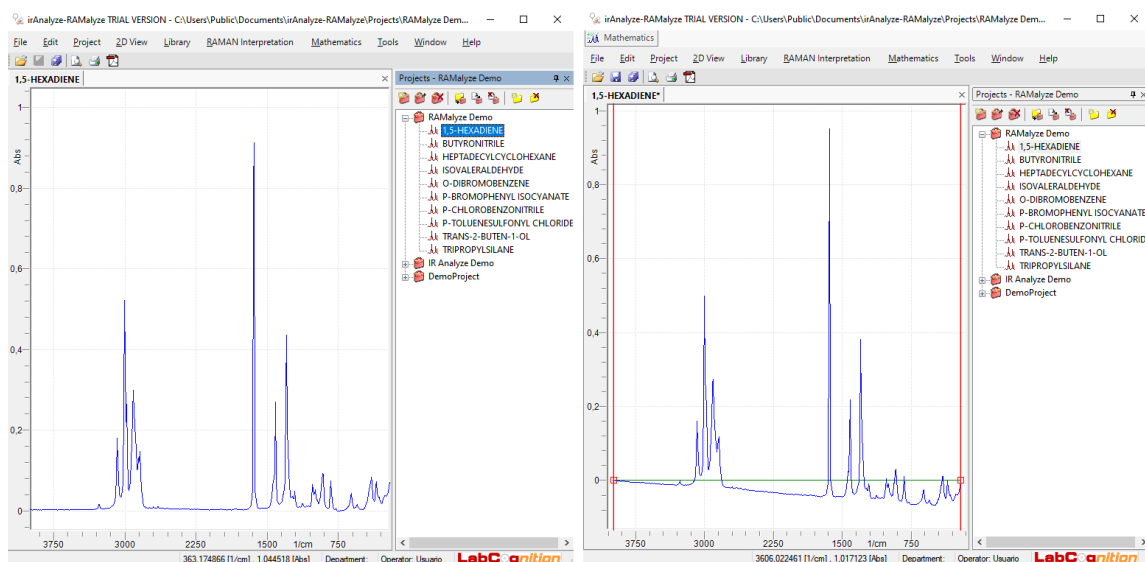 irAnalyze-RAMalyze TRIAL VERSION - C:\Users\Public\Documents\irAnalyze-RAMalyze\Projects\RAMalyze Dem...
File Edit Project 2D View Library RAMAN Interpretation Mathematics Tools Window Help
1,5-HEXADIENE
Projects - RAMalyze Demo
RAMalyze Demo
1,5-HEXADIENE
BUTYRONITRILE
HEPTADECYLCYCLOHEXANE
ISOVALERALDEHYDE
O-DIBROMOBENZENE
P-BROMOPHENYL ISOCYANATE
P-CHLOROBENZONITRILE
P-TOLUENESULFONYL CHLORIDE
TRANS-2-BUTEN-1-OL
TRIPROPYLSILANE
IR Analyze Demo
DemoProject
Abs
1
0,8
0,6
0,4
0,2
0
3750 3000 2250 1500 1/cm 750
363.174866 [1/cm] , 1.044518 [Abs] Department: Operator: Usuario LabCognition
irAnalyze-RAMalyze TRIAL VERSION - C:\Users\Public\Documents\irAnalyze-RAMalyze\Projects\RAMalyze Dem...
Mathematics
File Edit Project 2D View Library RAMAN Interpretation Mathematics Tools Window Help
1,5-HEXADIENE*
Projects - RAMalyze Demo
RAMalyze Demo
1,5-HEXADIENE
BUTYRONITRILE
HEPTADECYLCYCLOHEXANE
ISOVALERALDEHYDE
O-DIBROMOBENZENE
P-BROMOPHENYL ISOCYANATE
P-CHLOROBENZONITRILE
P-TOLUENESULFONYL CHLORID
TRANS-2-BUTEN-1-OL
TRIPROPYLSILANE
IR Analyze Demo
DemoProject
Abs
1
0,8
0,6
0,4
0,2
0
3750 3000 2250 1500 1/cm 750
3606.022461 [1/cm] , 1.017123 [Abs] Department: Operator: Usuario LabCognition